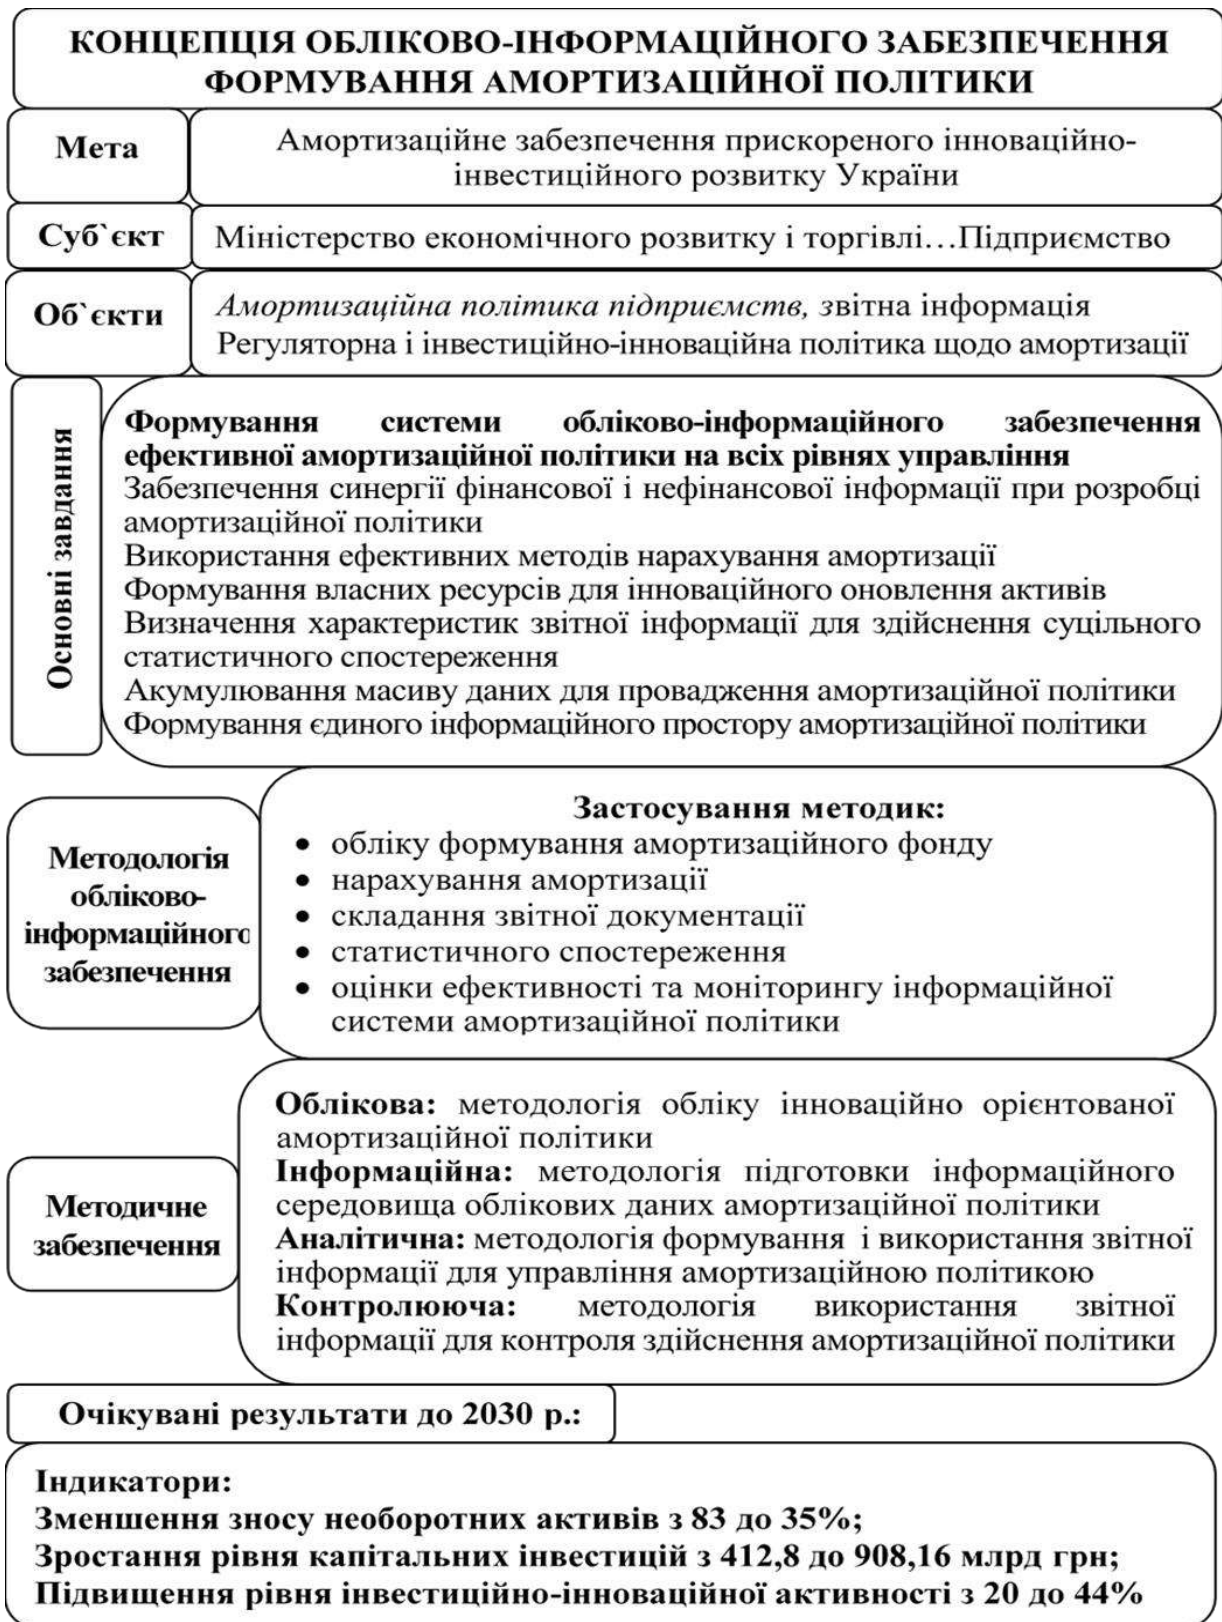 КОНЦЕПЦІЯ ОБЛІКОВО-ІНФОРМАЦІЙНОГО ЗАБЕЗПЕЧЕННЯ
ФОРМУВАННЯ АМОРТИЗАЦІЙНОЇ ПОЛІТИКИ
Мета
Амортизаційне забезпечення прискореного інноваційно-
інвестиційного розвитку України
Суб`єкт
Міністерство економічного розвитку і торгівлі…Підприємство
Об`єкти
Амортизаційна політика підприємств, звітна інформація
Регуляторна і інвестиційно-інноваційна політика щодо амортизації
Основні завдання
Формування системи обліково-інформаційного забезпечення
ефективної амортизаційної політики на всіх рівнях управління
Забезпечення синергії фінансової і нефінансової інформації при розробці
амортизаційної політики
Використання ефективних методів нарахування амортизації
Формування власних ресурсів для інноваційного оновлення активів
Визначення характеристик звітної інформації для здійснення суцільного
статистичного спостереження
Акумулювання масиву даних для провадження амортизаційної політики
Формування єдиного інформаційного простору амортизаційної політики
Методологія
обліково-
інформаційного
забезпечення
Застосування методик:
• обліку формування амортизаційного фонду
• нарахування амортизації
• складання звітної документації
• статистичного спостереження
• оцінки ефективності та моніторингу інформаційної
системи амортизаційної політики
Методичне
забезпечення
Облікова: методологія обліку інноваційно орієнтованої
амортизаційної політики
Інформаційна: методологія підготовки інформаційного
середовища облікових даних амортизаційної політики
Аналітична: методологія формування і використання звітної
інформації для управління амортизаційною політикою
Контролююча: методологія використання звітної
інформації для контроля здійснення амортизаційної політики
Очікувані результати до 2030 р.:
Індикатори:
Зменшення зносу необоротних активів з 83 до 35%;
Зростання рівня капітальних інвестицій з 412,8 до 908,16 млрд грн;
Підвищення рівня інвестиційно-інноваційної активності з 20 до 44%